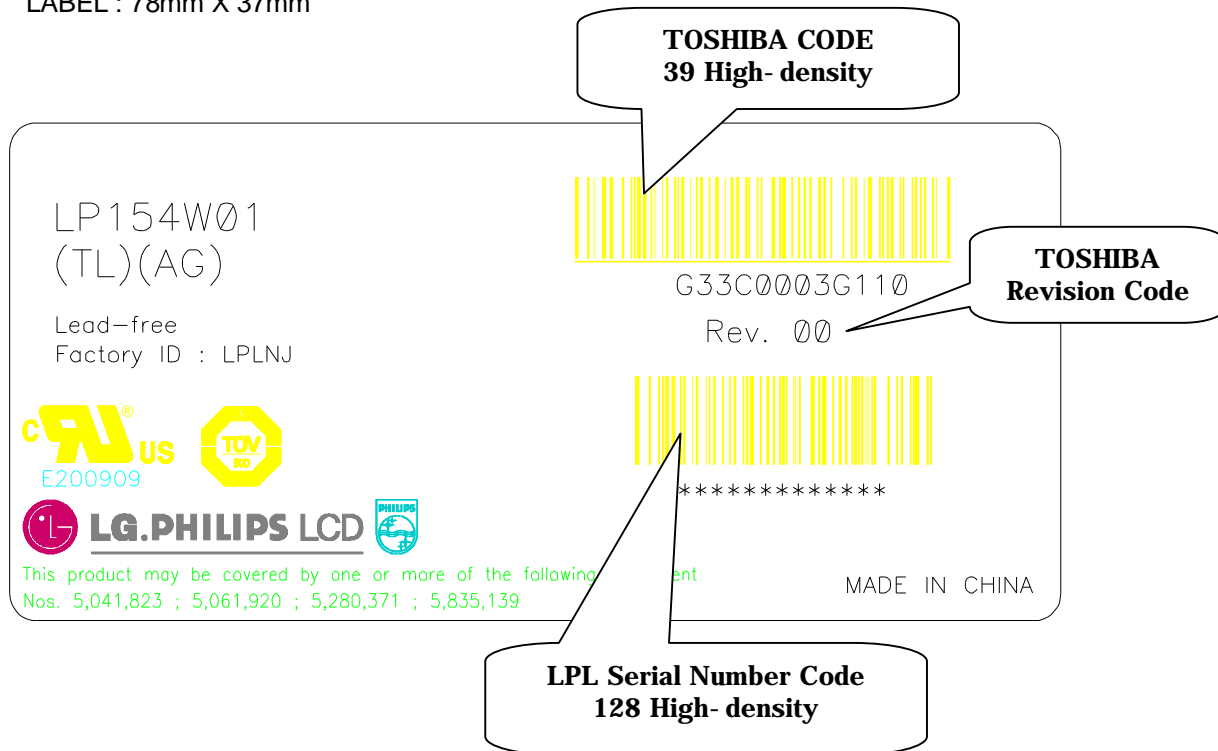 LABEL : 78mm X 37mm
TOSHIBA CODE
39 High- density
LP154W01
(TL)(AG)
G33C0003G110
TOSHIBA
Revision Code
Rev. 00
Lead-free
Factory ID : LPLNJ
C UR ® US
TÜV
E200909
*************
LG.PHILIPS LCD
PHILIPS
This product may be covered by one or more of the following ent
Nos. 5,041,823 ; 5,061,920 ; 5,280,371 ; 5,835,139
MADE IN CHINA
LPL Serial Number Code
128 High- density